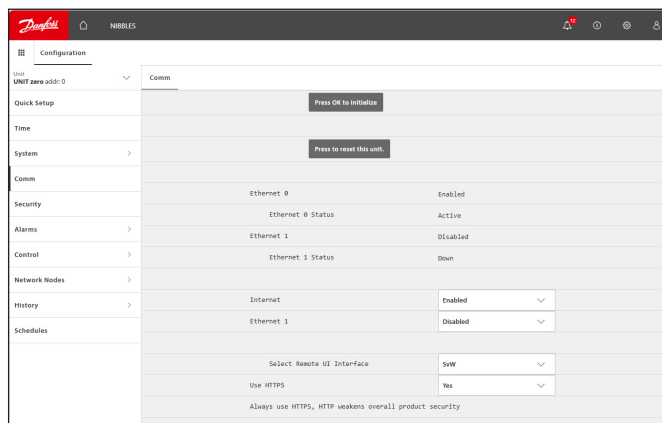 Danfoss
NIBBLES
12
Configuration
Unit
UNIT zero addr: 0
Comm
Quick Setup
Press OK to initialize
Time
System
Press to reset this unit.
Comm
Security
Ethernet 0 Enabled
Ethernet 0 Status Active
Alarms
Ethernet 1 Disabled
Control
Ethernet 1 Status Down
Network Nodes
History
Internet Enabled
Ethernet 1 Disabled
Schedules
Select Remote UI Interface SvW
Use HTTPS Yes
Always use HTTPS, HTTP weakens overall product security